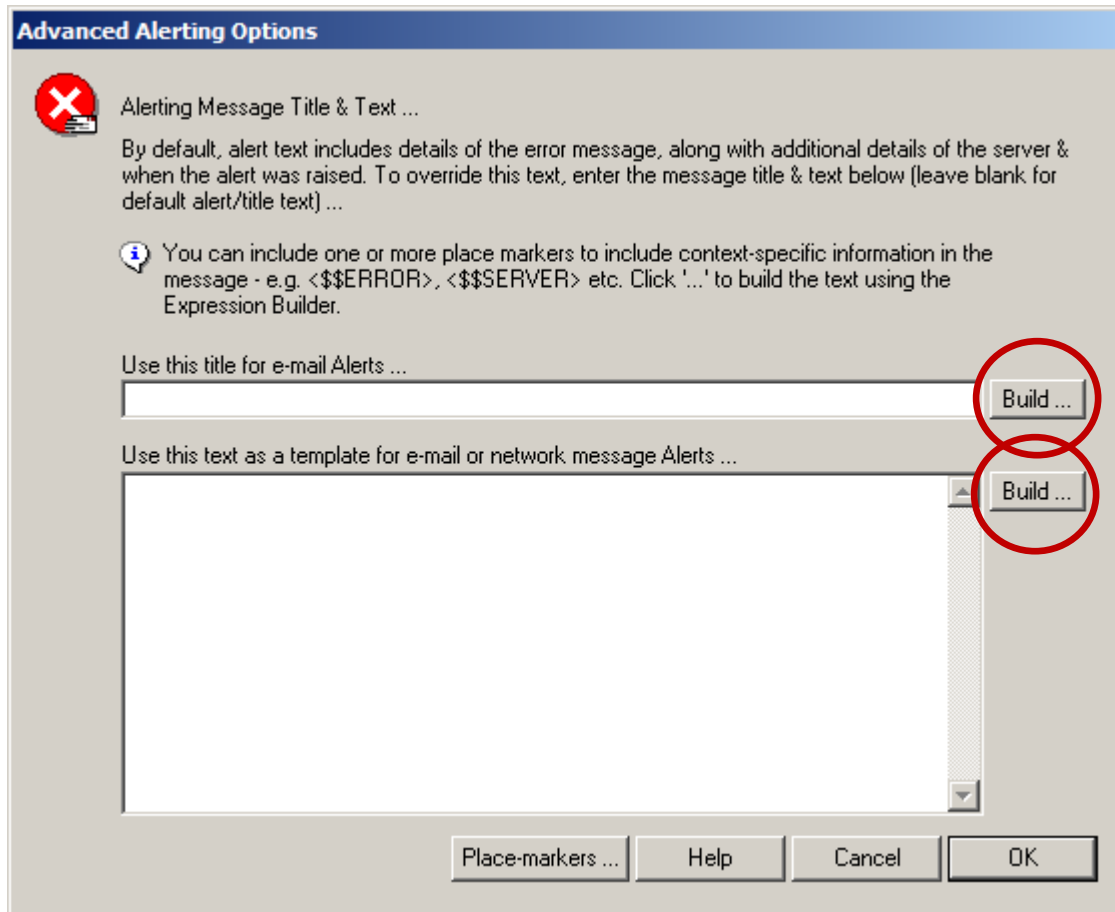 Advanced Alerting Options
Alerting Message Title & Text ...
By default, alert text includes details of the error message, along with additional details of the server &
when the alert was raised. To override this text, enter the message title & text below (leave blank for
default alert/title text) ...
You can include one or more place markers to include context-specific information in the
message - e.g. <$$ERROR>, <$$SERVER> etc. Click '...' to build the text using the
Expression Builder.
Use this title for e-mail Alerts ...
Build ...
Use this text as a template for e-mail or network message Alerts ...
Build ...
Place-markers ...
Help
Cancel
OK